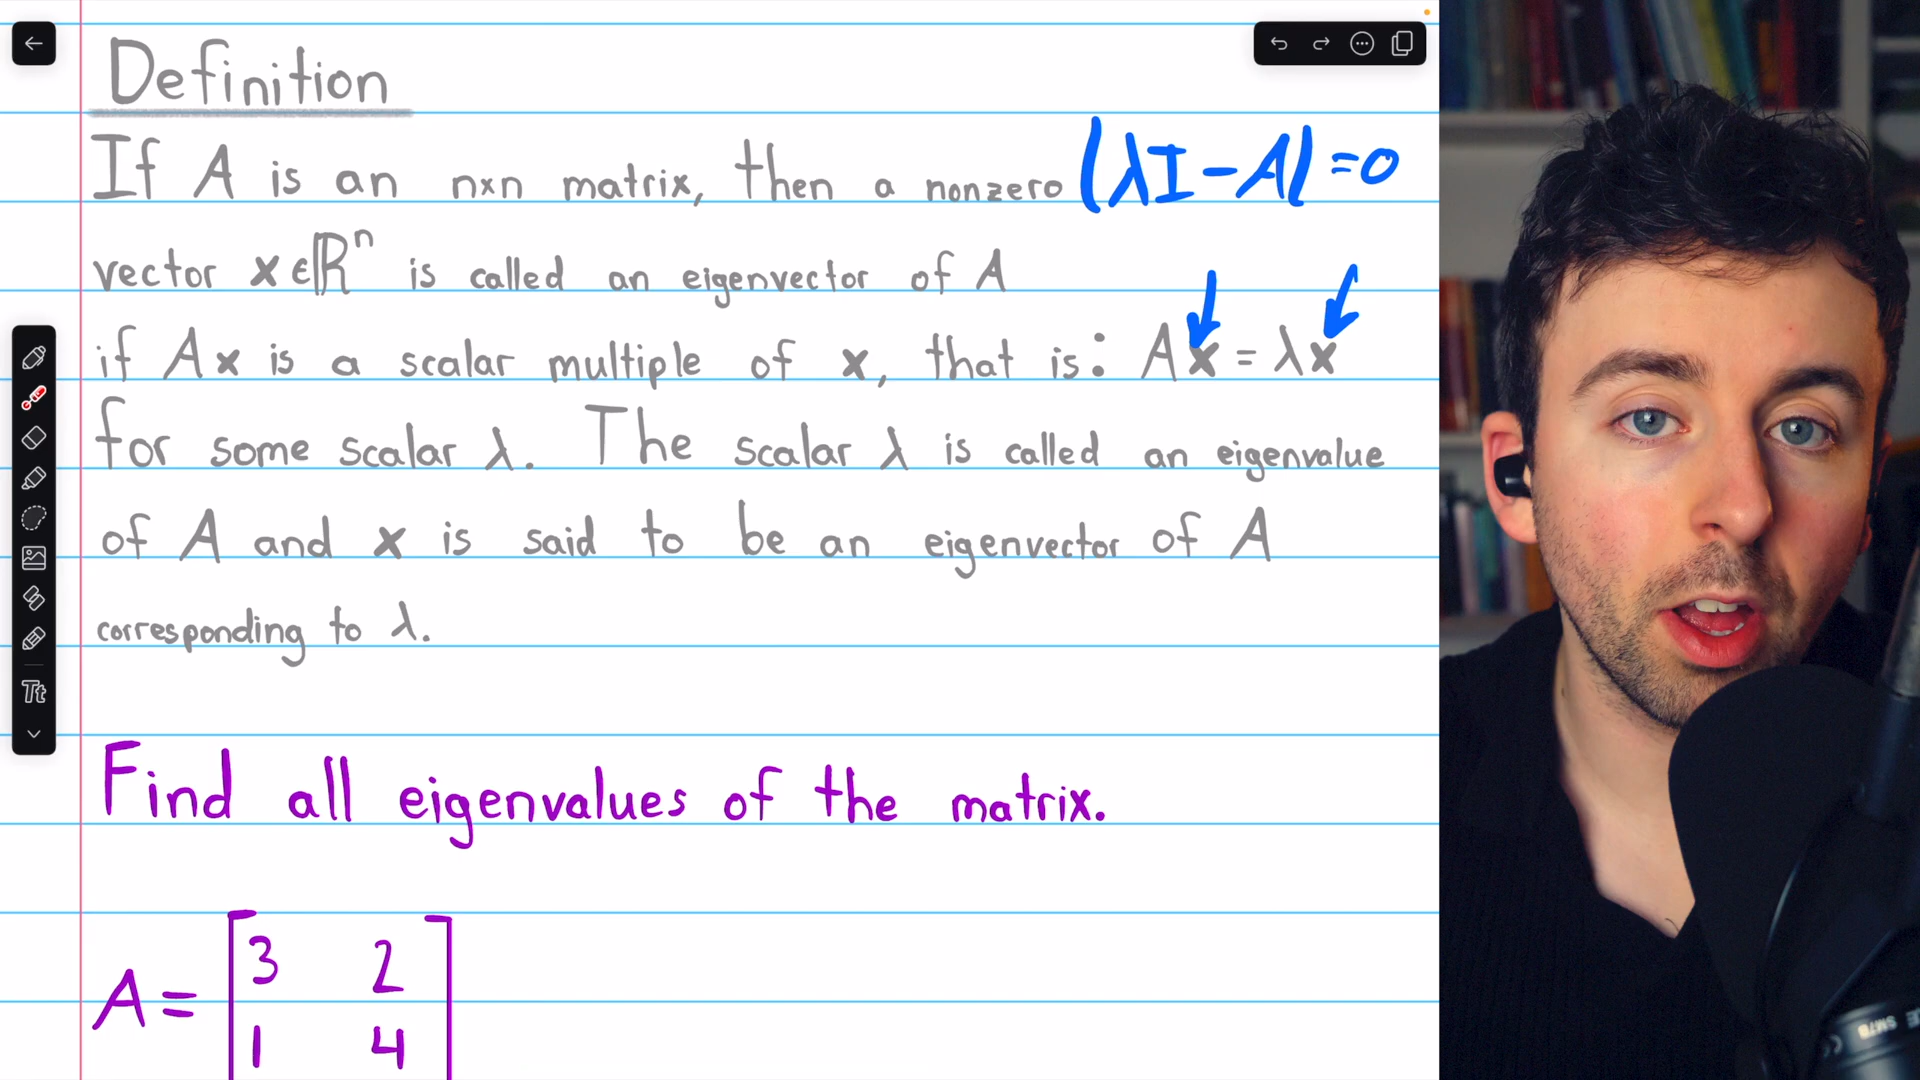 Definition
If A is an n×n matrix, then a nonzero |λI-A|=0
vector x∈ℝⁿ is called an eigenvector of A
if Ax is a scalar multiple of x, that is: Ax=λx
for some scalar λ. The scalar λ is called an eigenvalue
of A and x is said to be an eigenvector of A
corresponding to λ.
Tt
Find all eigenvalues of the matrix.
A= [3 2
1 4]
SM7B